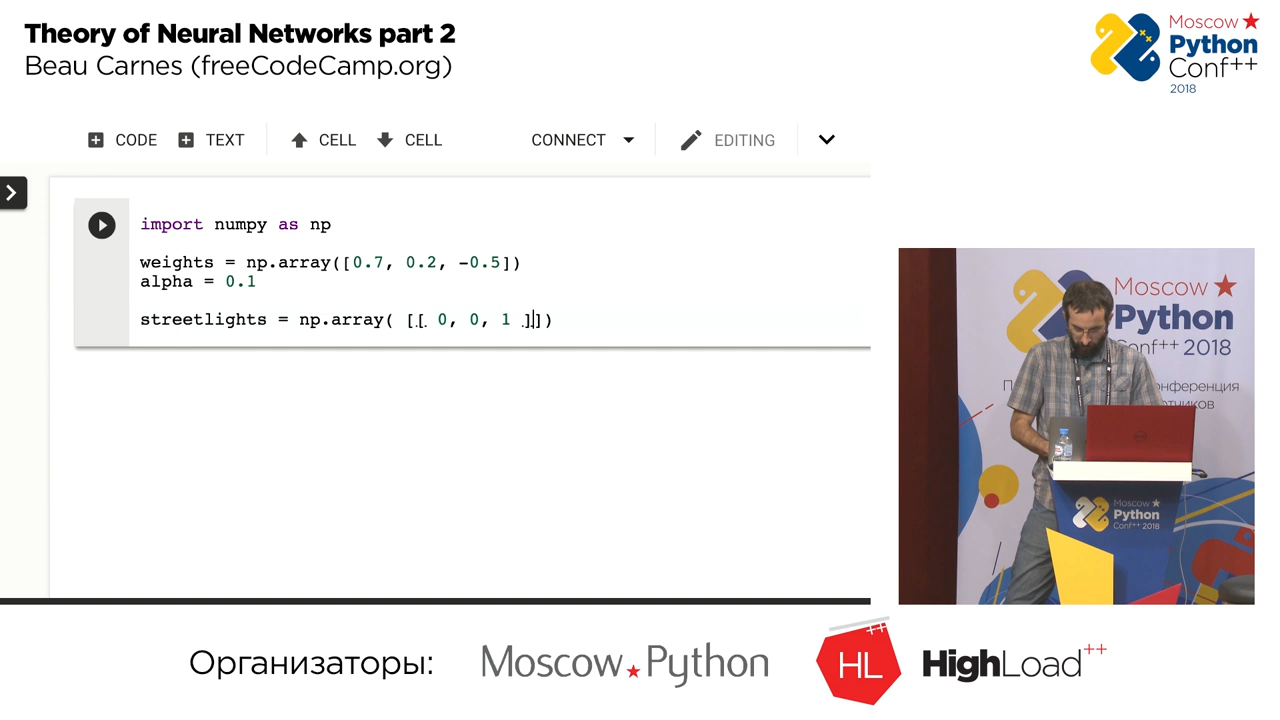 Theory of Neural Networks part 2
Beau Carnes (freeCodeCamp.org)
Moscow
Python
Conf++
2018
CODE TEXT CELL CELL CONNECT EDITING
import numpy as np
weights = np.array([0.7, 0.2, -0.5])
alpha = 0.1
streetlights = np.array( [[ 0, 0, 1 ]])
Moscow
Python
Conf++ 2018
Moscow
Python
Conf++ 2018
Организаторы: Moscow Python HL++ HighLoad++